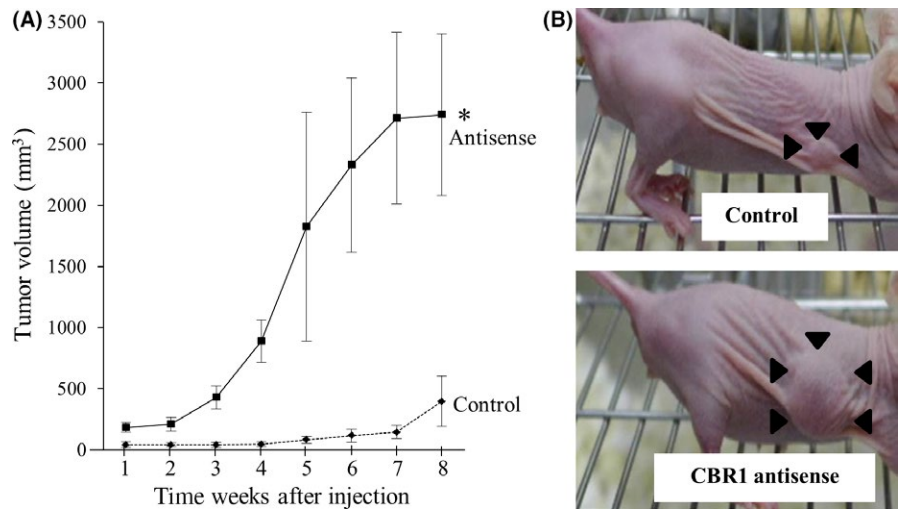 (A)
3500
3000
2500
2000
1500
1000
500
0
Tumor volume (mm³)
*
Antisense
Control
1 2 3 4 5 6 7 8
Time weeks after injection
(B)
Control
CBR1 antisense